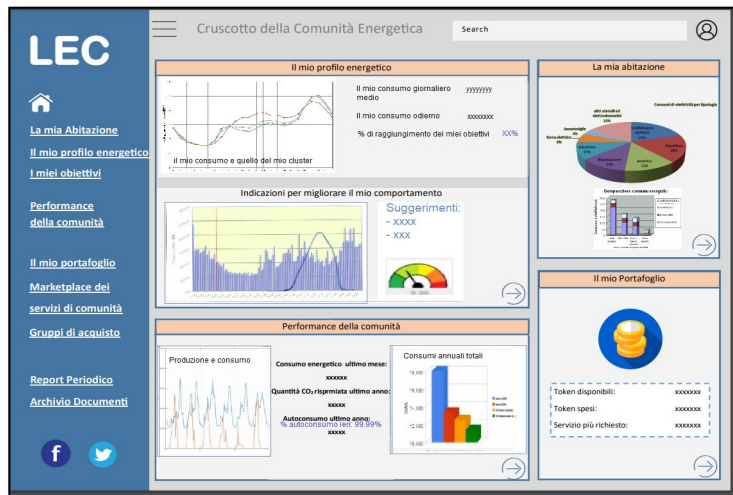 LEC
Cruscotto della Comunità Energetica
Search
La mia Abitazione
Il mio profilo energetico
I miei obiettivi
Performance
della comunità
Il mio portafoglio
Marketplace dei
servizi di comunità
Gruppi di acquisto
Report Periodico
Archivio Documenti
f
Il mio profilo energetico
Il mio consumo giornaliero
medio
yyyyyyyy
Il mio consumo odierno
xxxxxxxx
% di raggiungimento dei miei obiettivi
XX%
il mio consumo e quello del mio cluster
Indicazioni per migliorare il mio comportamento
Suggerimenti:
- xxxx
- xxx
Performance della comunità
Produzione e consumo
Consumo energetico ultimo mese:
xxxxxx
Quantità CO₂ risprmiata ultimo anno:
xxxxx
Autoconsumo ultimo anno:
% autoconsumo ieri: 99.99%
xxxxx
Consumi annuali totali
La mia abitazione
Consumi di elettricità per tipologia
altri utensili ed
elettrodomestici
Il mio Portafoglio
Token disponibili:
xxxxxxx
Token spesi:
xxxxxxx
Servizio più richiesto:
xxxxxxx